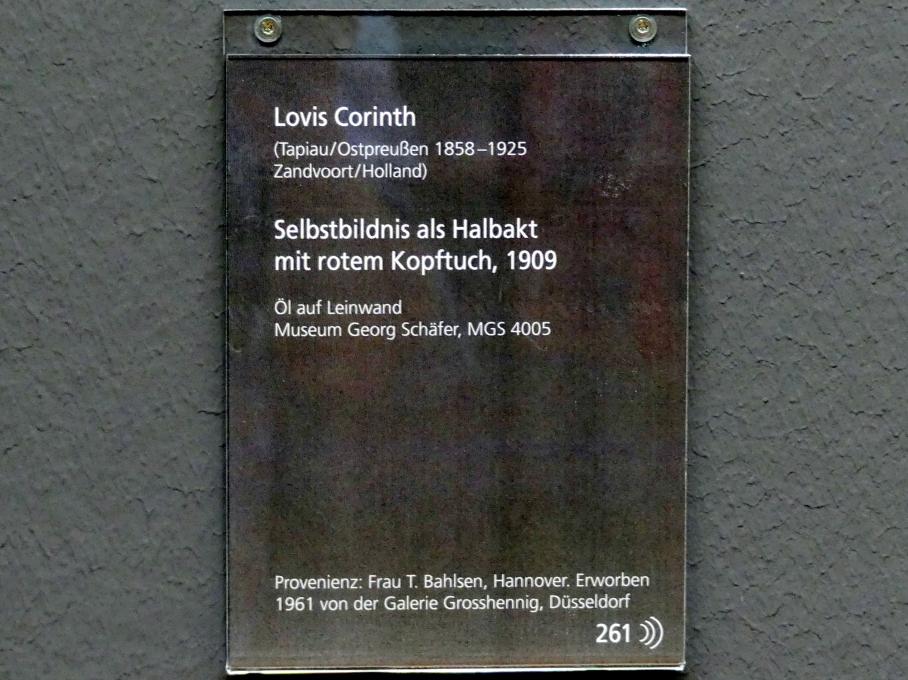 Lovis Corinth
(Tapiau/Ostpreußen 1858–1925
Zandvoort/Holland)
Selbstbildnis als Halbakt
mit rotem Kopftuch, 1909
Öl auf Leinwand
Museum Georg Schäfer, MGS 4005
Provenienz: Frau T. Bahlsen, Hannover. Erworben
1961 von der Galerie Grosshennig, Düsseldorf
261